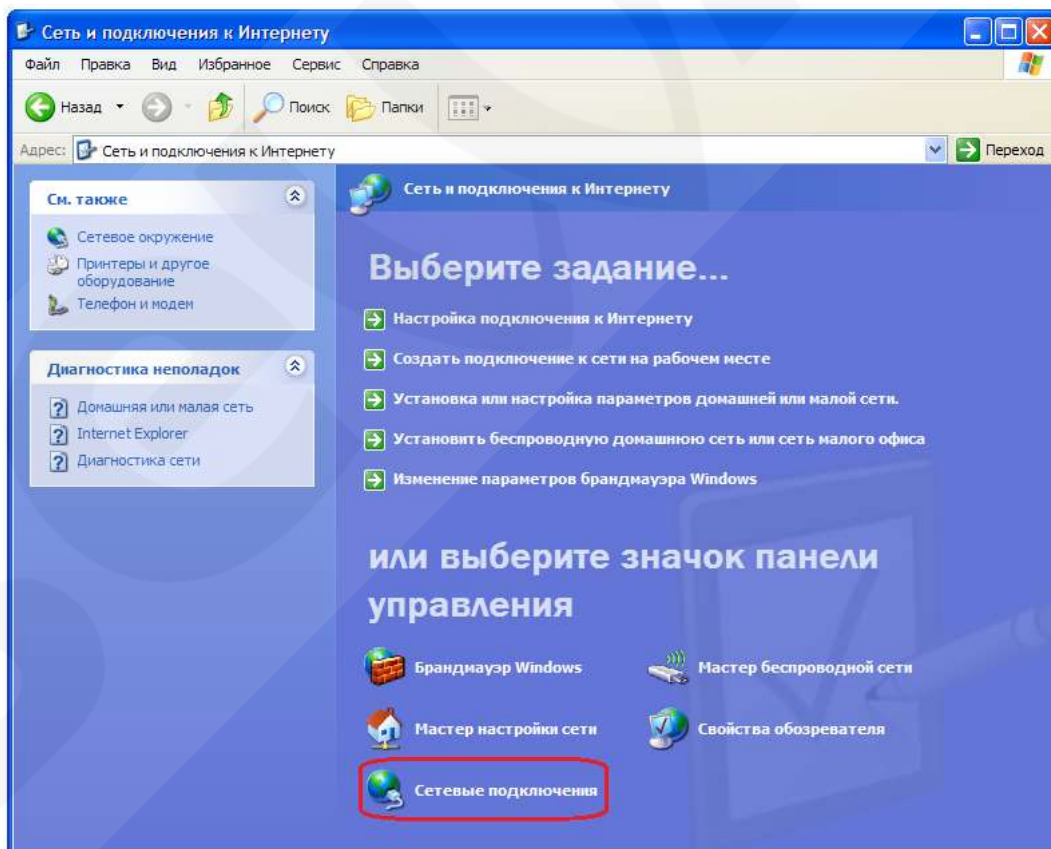 Сеть и подключения к Интернету
Файл Правка Вид Избранное Сервис Справка
Назад Поиск Папки
Адрес: Сеть и подключения к Интернету Переход
См. также
Сетевое окружение
Принтеры и другое
оборудование
Телефон и модем
Диагностика неполадок
Домашняя или малая сеть
Internet Explorer
Диагностика сети
Сеть и подключения к Интернету
Выберите задание...
Настройка подключения к Интернету
Создать подключение к сети на рабочем месте
Установка или настройка параметров домашней или малой сети.
Установить беспроводную домашнюю сеть или сеть малого офиса
Изменение параметров брандмауэра Windows
или выберите значок панели
управления
Брандмауэр Windows
Мастер беспроводной сети
Мастер настройки сети
Свойства обозревателя
Сетевые подключения